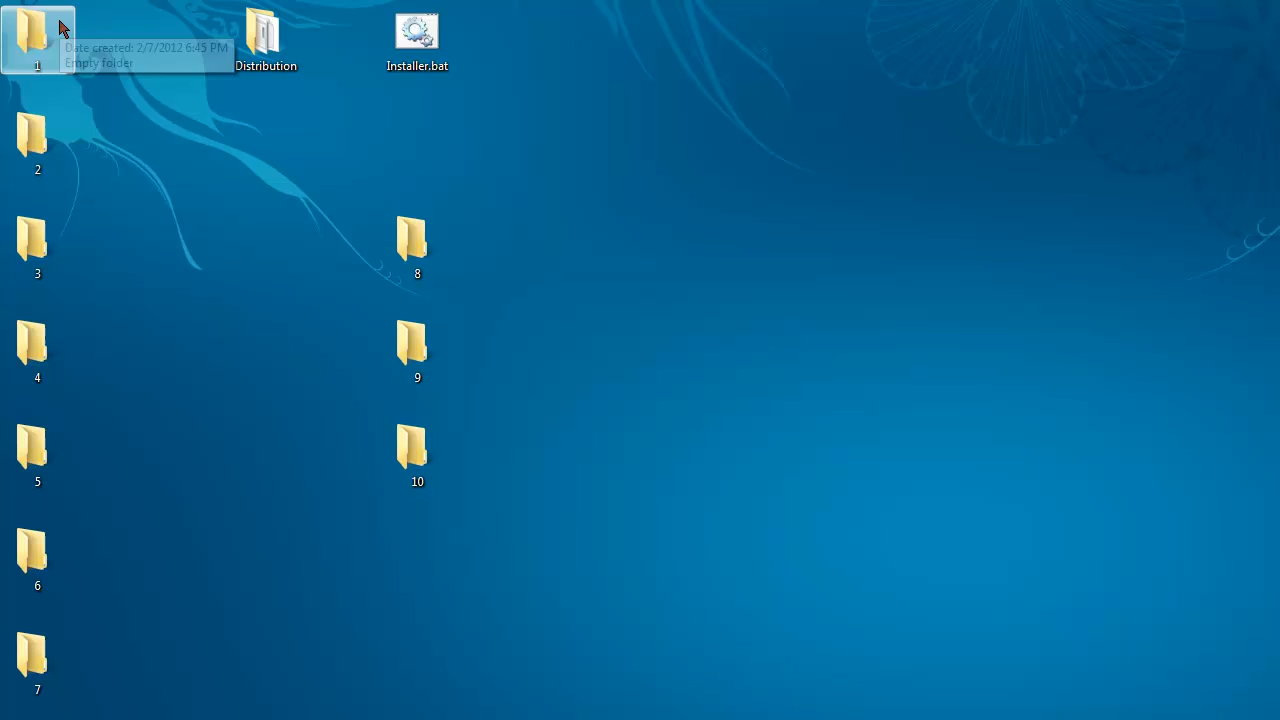 1
Date created: 2/7/2012 6:45 PM
Empty folder
Distribution
Installer.bat
2
3
8
4
9
5
10
6
7